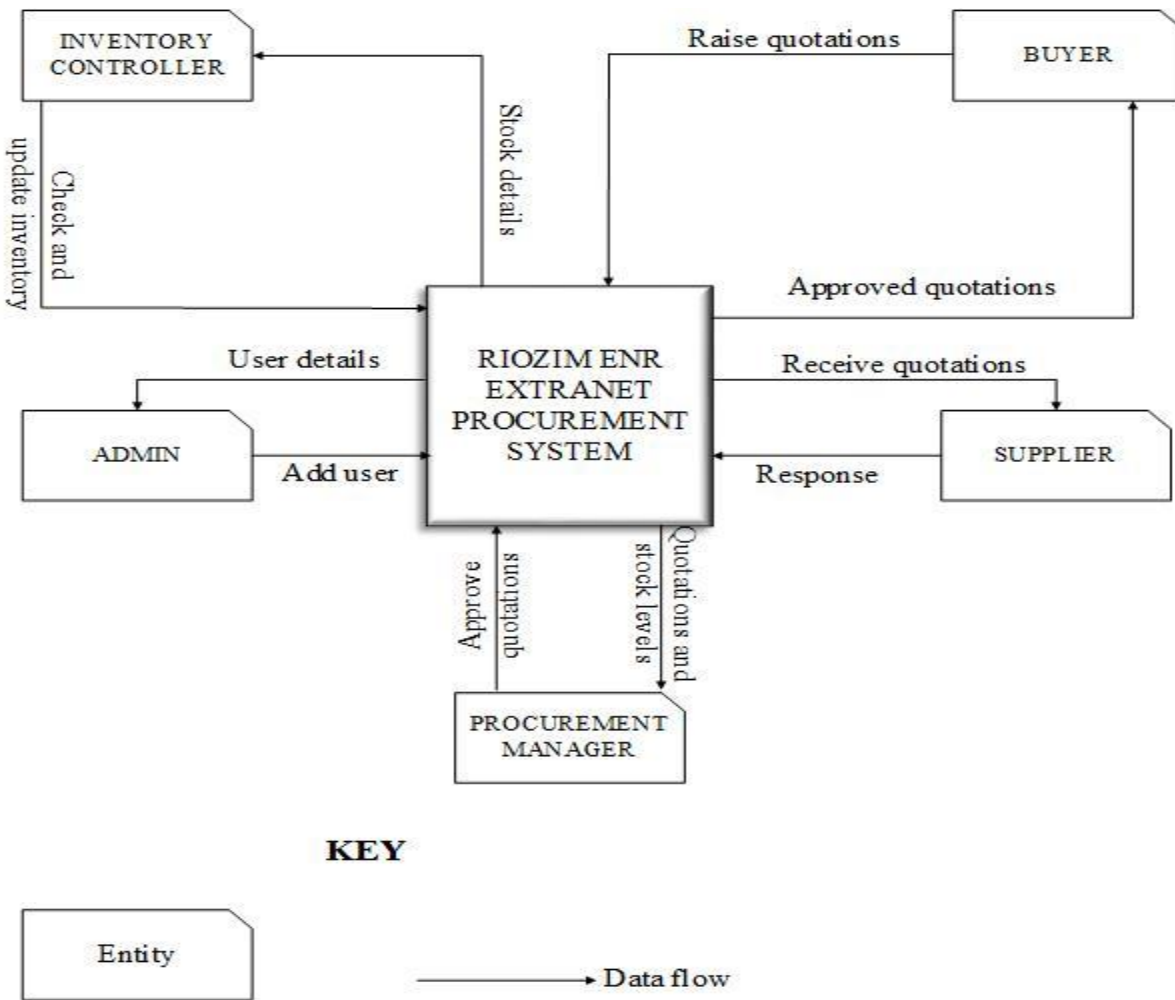 INVENTORY
CONTROLLER
Raise quotations
BUYER
Stock details
Check and
update inventory
Approved quotations
User details
RIOZIM ENR
EXTRANET
PROCUREMENT
SYSTEM
Receive quotations
ADMIN
Add user
Response
SUPPLIER
Approve
quotations
Quotations and
stock levels
PROCUREMENT
MANAGER
KEY
Entity
Data flow